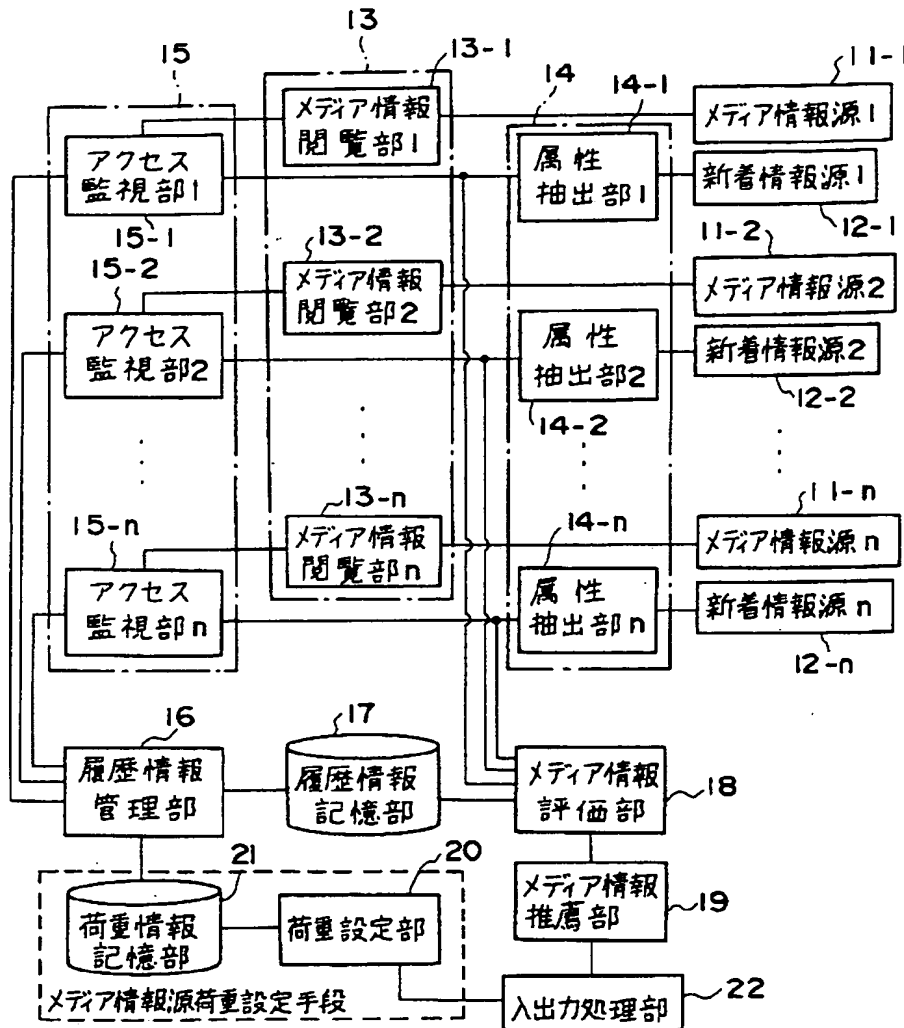 15
13
13-1
11-1
メディア情報
閲覧部1
14
14-1
メディア情報源1
アクセス
監視部1
属性
抽出部1
新着情報源1
15-1
12-1
15-2
13-2
11-2
メディア情報
閲覧部2
メディア情報源2
アクセス
監視部2
属性
抽出部2
新着情報源2
14-2
12-2
15-n
13-n
11-n
メディア情報
閲覧部n
14-n
メディア情報源n
アクセス
監視部n
属性
抽出部n
新着情報源n
12-n
16
17
履歴情報
管理部
履歴情報
記憶部
メディア情報
評価部
18
21
20
荷重情報
記憶部
荷重設定部
メディア情報
推薦部
19
メディア情報源荷重設定手段
入出力処理部
22